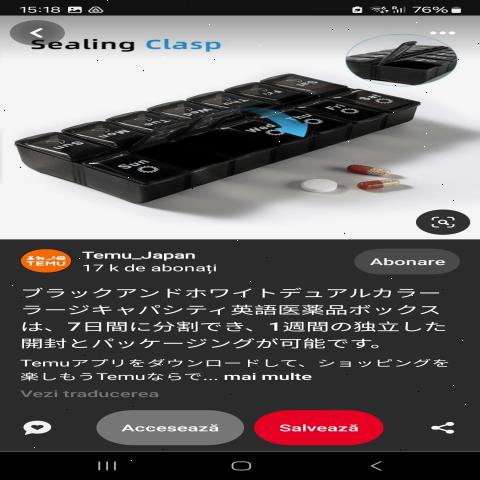 15:18
76%
Sealing Clasp
Sun
Wed
Fri
Sat
Sun
TEMU
Temu_Japan
17 k de abonați
Abonare
ブラックアンドホワイトデュアルカラー
ラージキャパシティ英語医薬品ボックス
は、7日間に分割でき、1週間の独立した
開封とパッケージングが可能です。
Temuアプリをダウンロードして、ショッピングを
楽しもうTemuならで... mai multe
Vezi traducerea
Accesează
Salvează